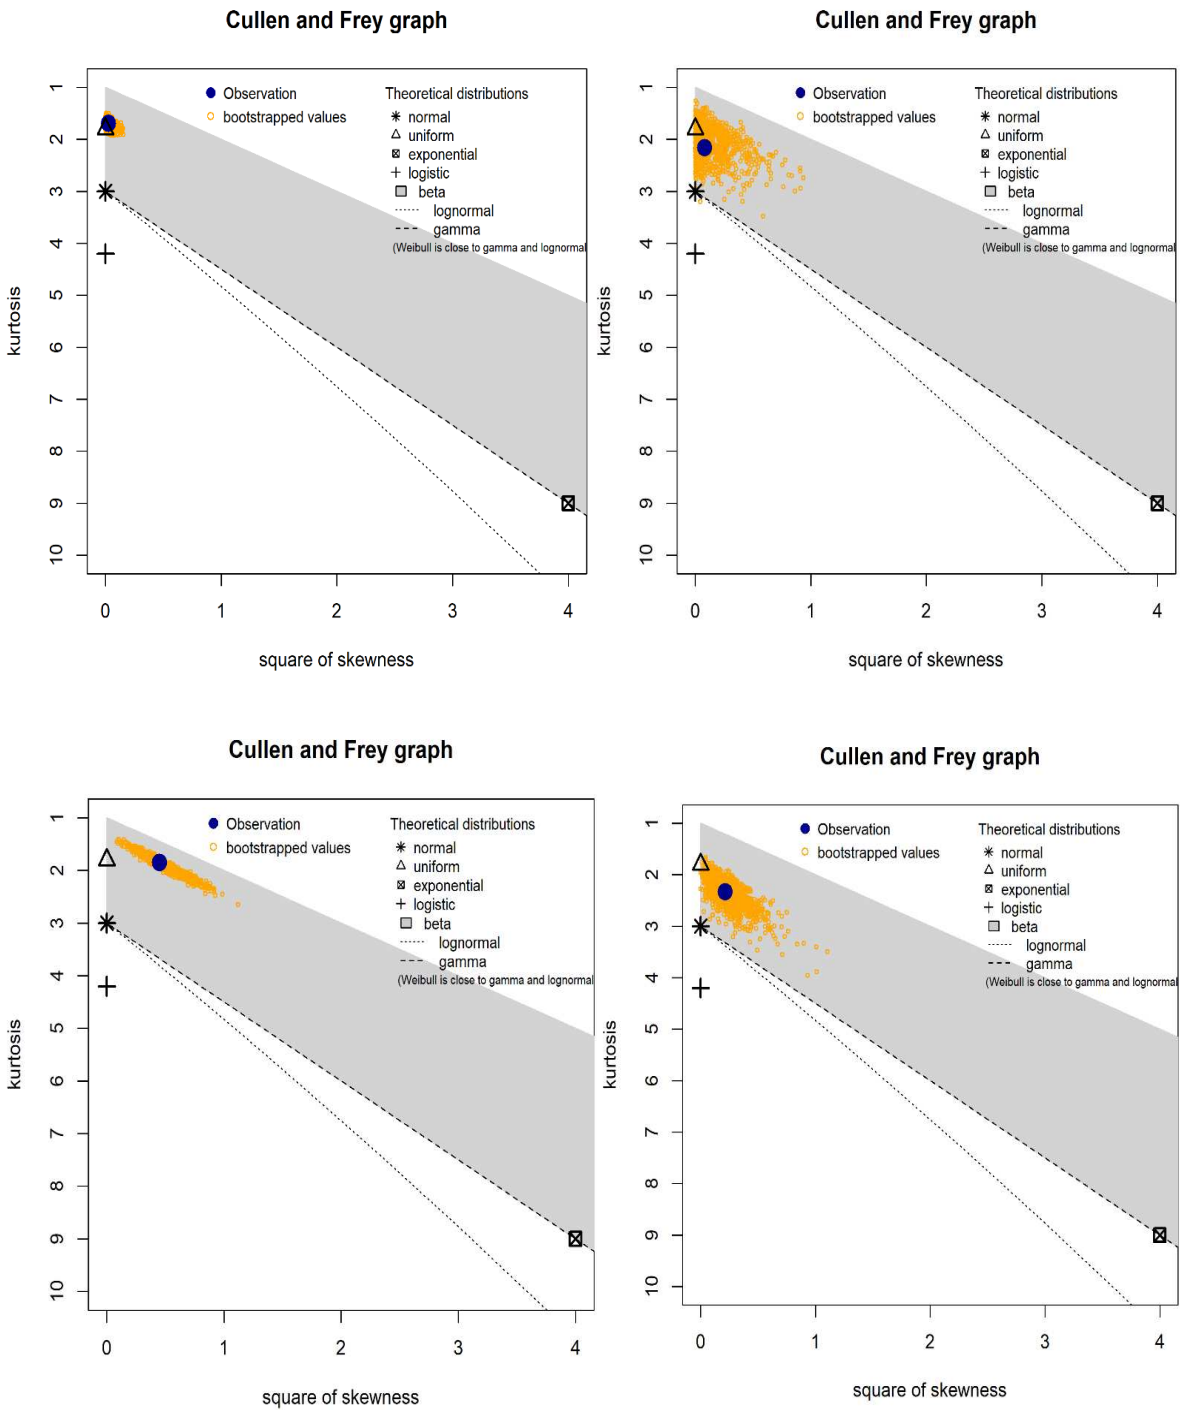 Cullen and Frey graph
kurtosis
1
2
3
4
5
6
7
8
9
10
Observation
bootstrapped values
Theoretical distributions
normal
uniform
exponential
logistic
beta
lognormal
gamma
(Weibull is close to gamma and lognormal
0
1
2
3
4
square of skewness
Cullen and Frey graph
kurtosis
1
2
3
4
5
6
7
8
9
10
Observation
bootstrapped values
Theoretical distributions
normal
uniform
exponential
logistic
beta
lognormal
gamma
(Weibull is close to gamma and lognormal
0
1
2
3
4
square of skewness
Cullen and Frey graph
kurtosis
1
2
3
4
5
6
7
8
9
10
Observation
bootstrapped values
Theoretical distributions
normal
uniform
exponential
logistic
beta
lognormal
gamma
(Weibull is close to gamma and lognormal
0
1
2
3
4
square of skewness
Cullen and Frey graph
kurtosis
1
2
3
4
5
6
7
8
9
10
Observation
bootstrapped values
Theoretical distributions
normal
uniform
exponential
logistic
beta
lognormal
gamma
(Weibull is close to gamma and lognormal
0
1
2
3
4
square of skewness